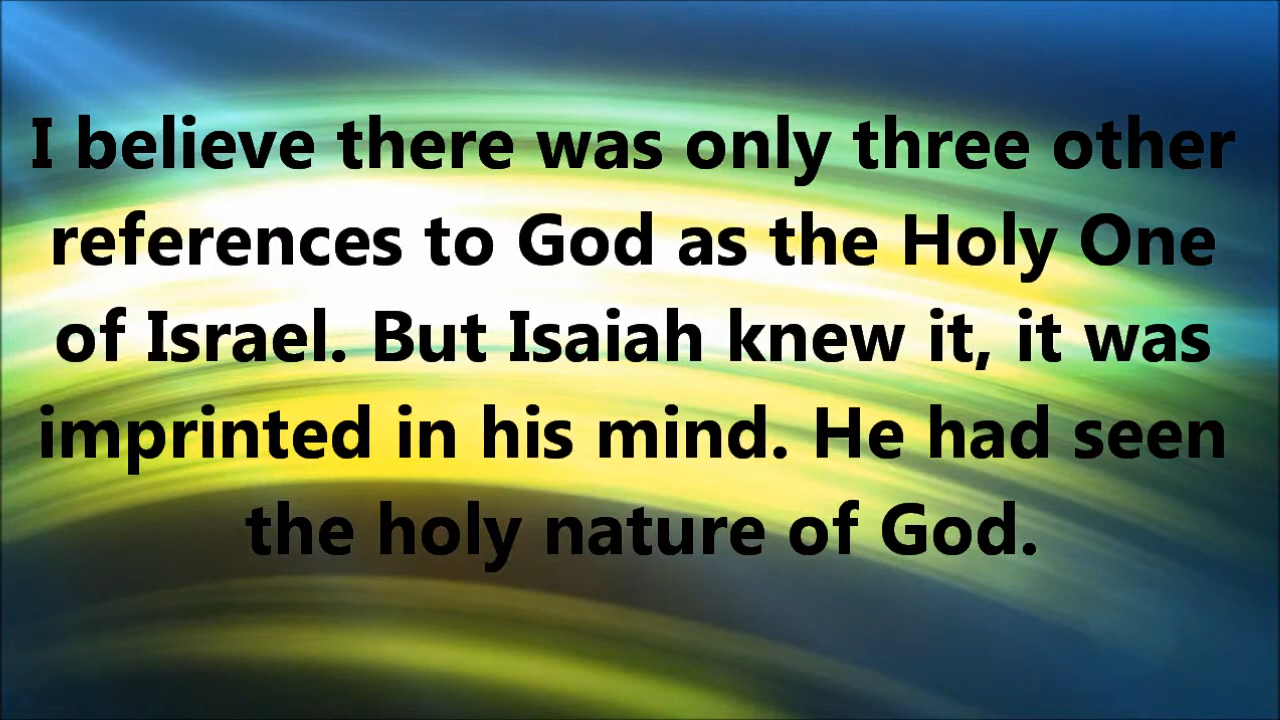 I believe there was only three other
references to God as the Holy One
of Israel. But Isaiah knew it, it was
imprinted in his mind. He had seen
the holy nature of God.